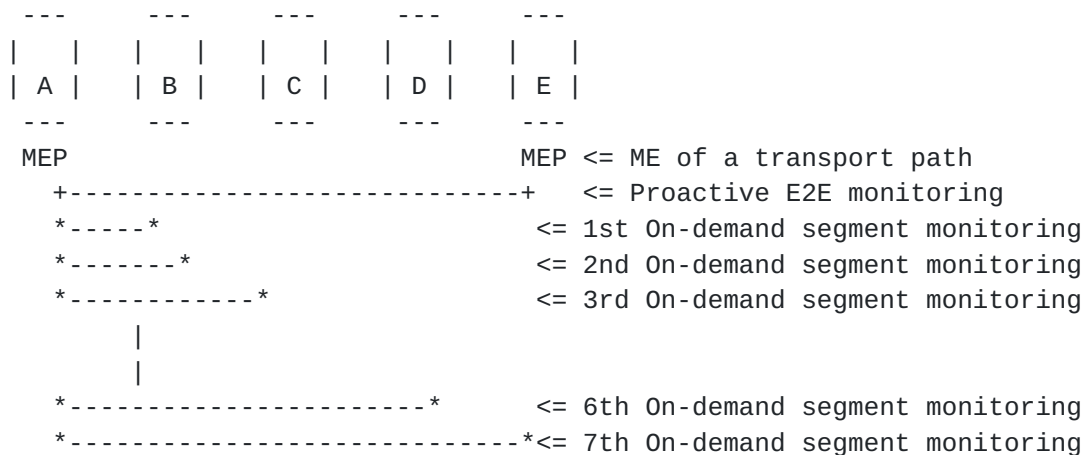 ---     ---     ---    ---     ---
|   |   |   |   |   |   |   |   |   |
| A |   | B |   | C |   | D |   | E |
 ---     ---     ---    ---     ---
 MEP                             MEP <= ME of a transport path
   +-----------------------------+   <= Proactive E2E monitoring
   *-----*                        <= 1st On-demand segment monitoring
   *-------*                      <= 2nd On-demand segment monitoring
   *------------*                 <= 3rd On-demand segment monitoring
        |
        |
   *-----------------------*      <= 6th On-demand segment monitoring
   *-----------------------------*<= 7th On-demand segment monitoring